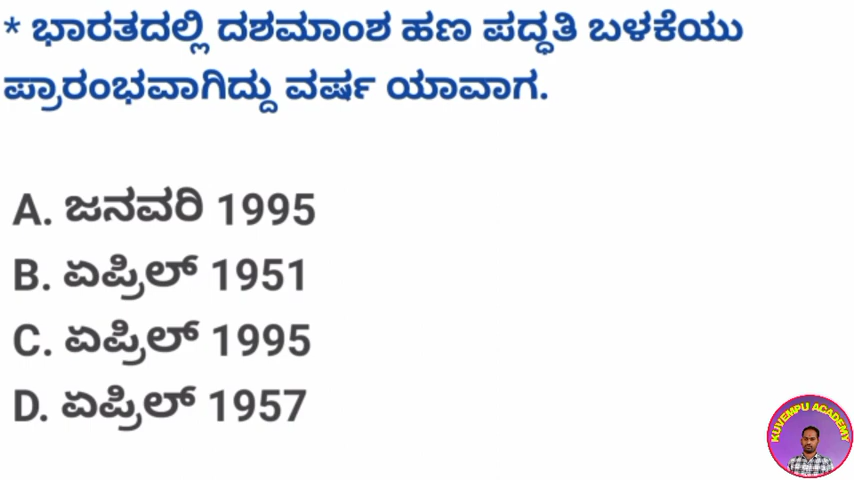 * ಭಾರತದಲ್ಲಿ ದಶಮಾಂಶ ಹಣ ಪದ್ಧತಿ ಬಳಕೆಯು
ಪ್ರಾರಂಭವಾಗಿದ್ದು ವರ್ಷ ಯಾವಾಗ.
A. ಜನವರಿ 1995
B. ಏಪ್ರಿಲ್ 1951
C. ಏಪ್ರಿಲ್ 1995
D. ಏಪ್ರಿಲ್ 1957
KUVEMPU ACADEMY